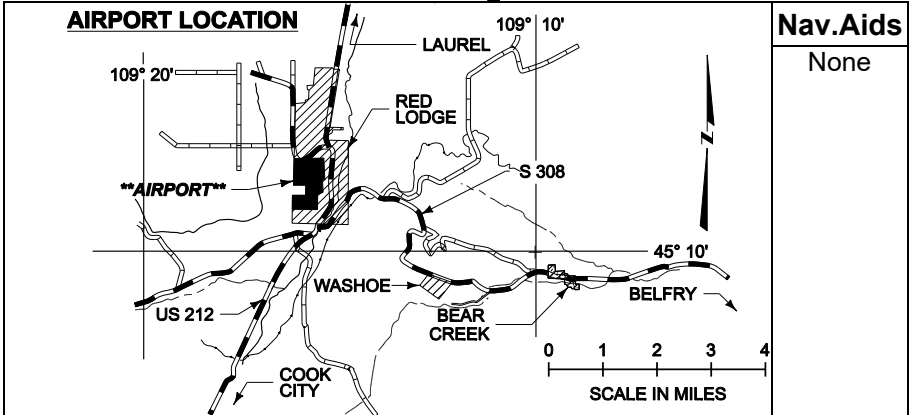 AIRPORT LOCATION
Nav.Aids
None
109° 10'
LAUREL
109° 20'
RED
LODGE
S 308
**AIRPORT**
N
45° 10'
WASHOE
BELFRY
US 212
BEAR
CREEK
COOK
CITY
0 1 2 3 4
SCALE IN MILES